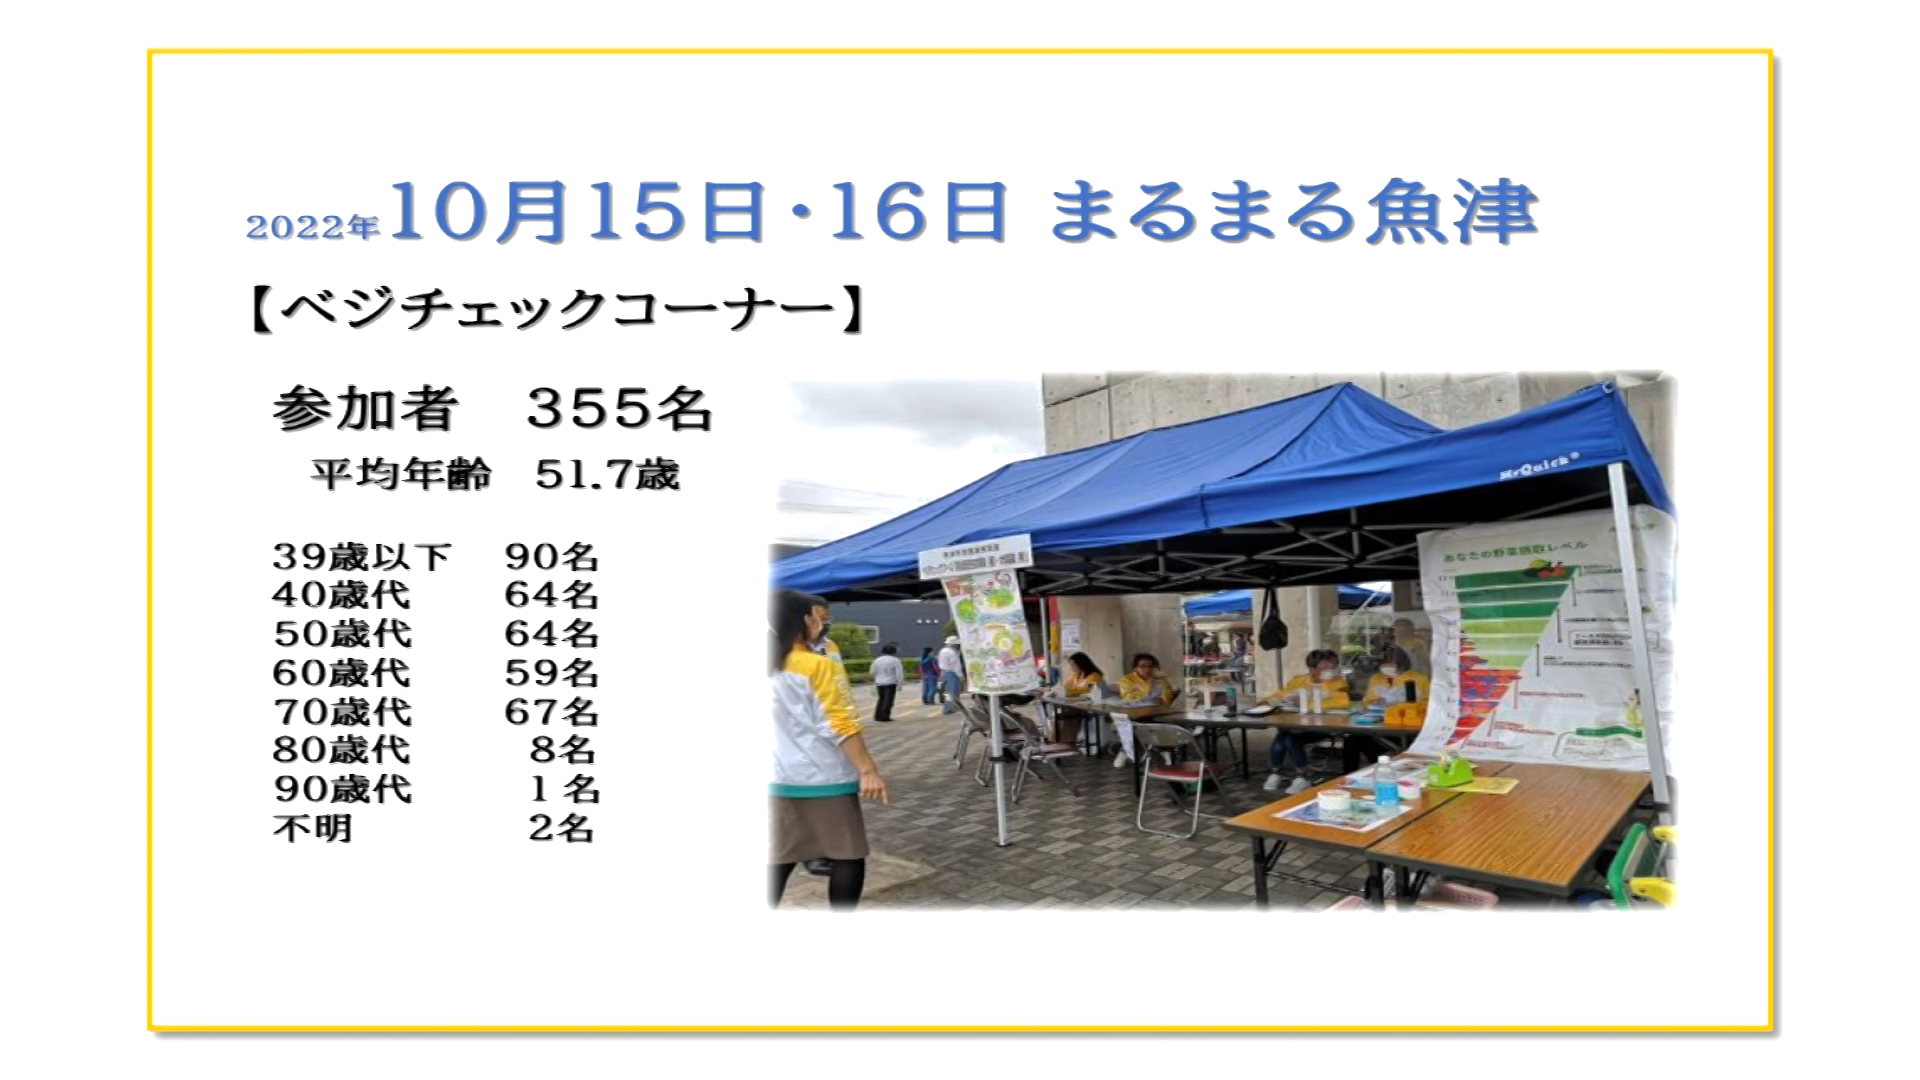 2022年10月15日・16日 まるまる魚津
【ベジチェックコーナー】
参加者　355名
平均年齢　51.7歳
39歳以下　90名
40歳代　64名
50歳代　64名
60歳代　59名
70歳代　67名
80歳代　8名
90歳代　1名
不明　2名
MrQuick®
あなたの野菜摂取レベル